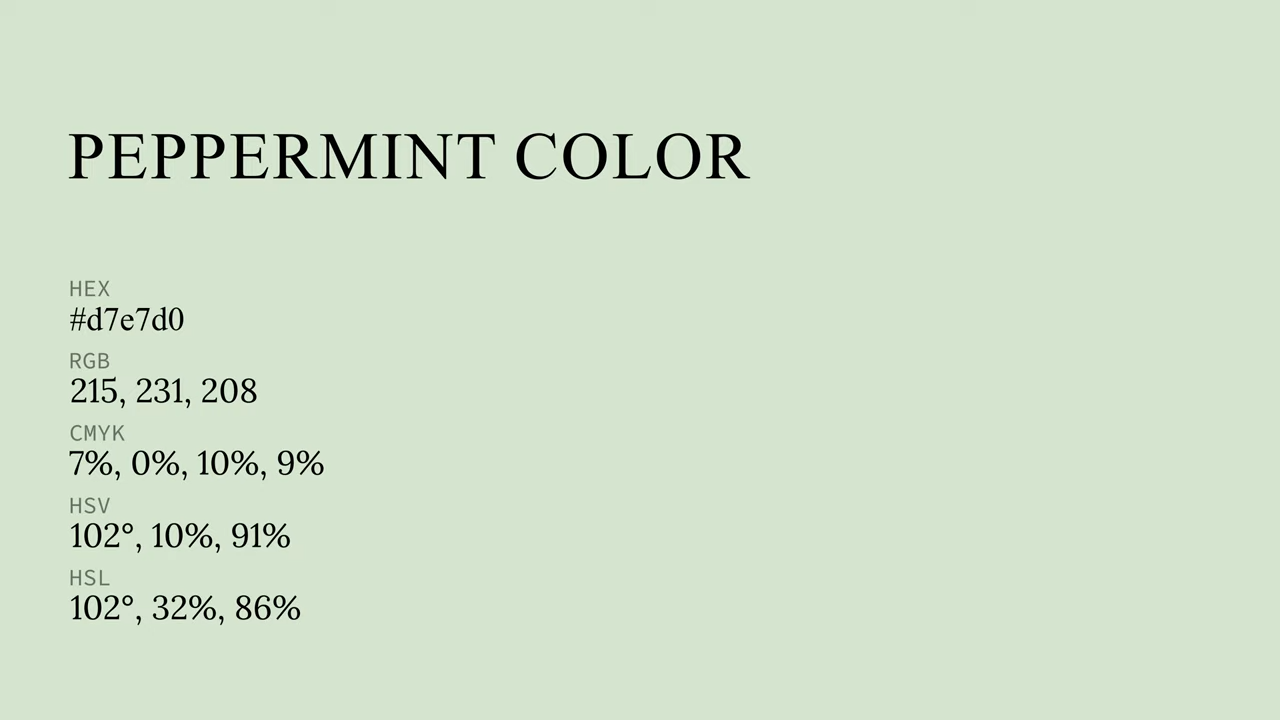 PEPPERMINT COLOR
HEX
#d7e7d0
RGB
215, 231, 208
CMYK
7%, 0%, 10%, 9%
HSV
102°, 10%, 91%
HSL
102°, 32%, 86%